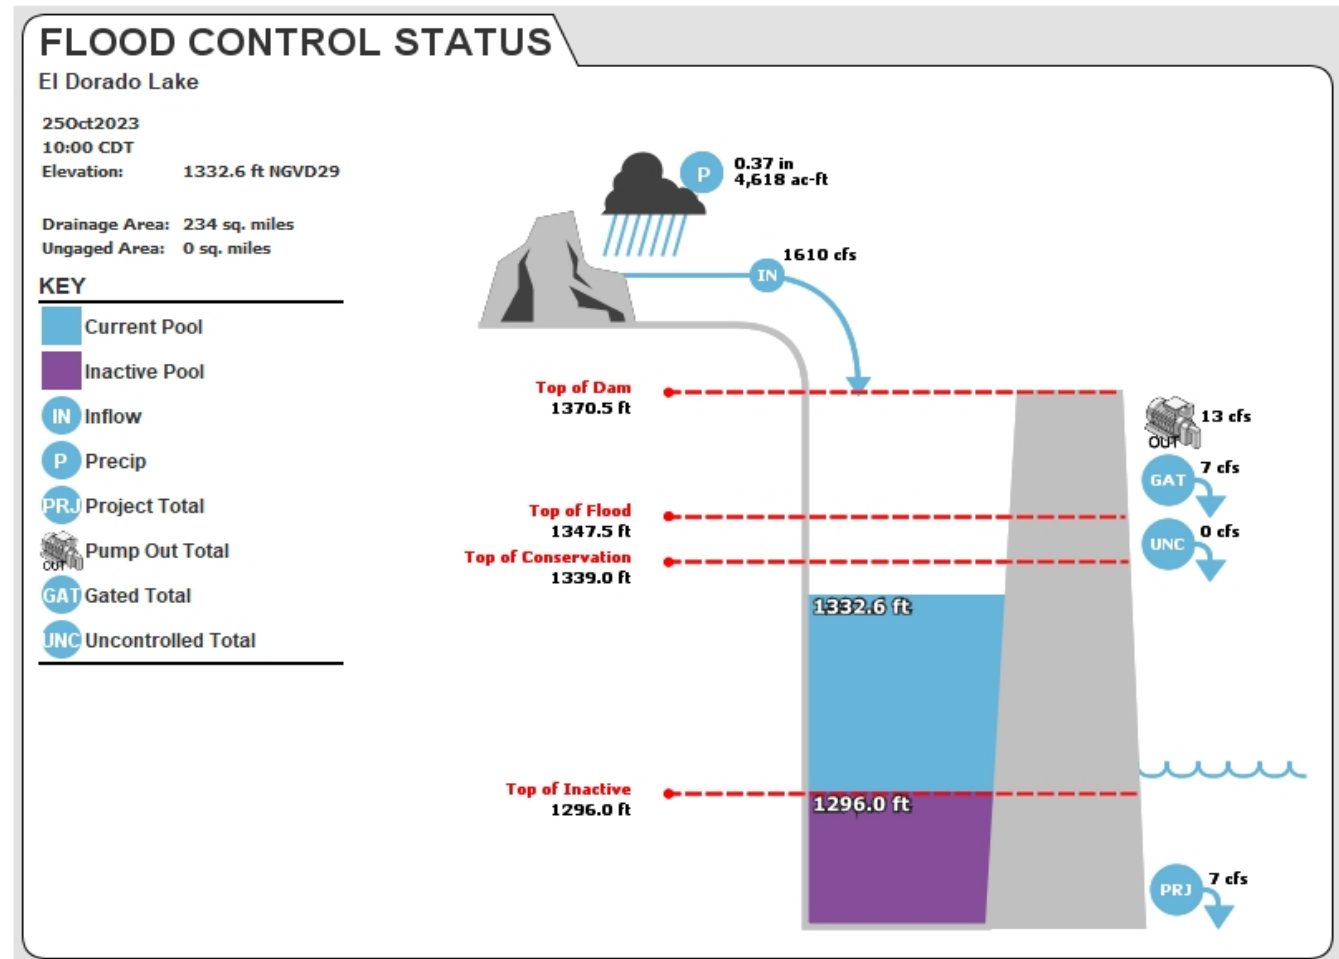 FLOOD CONTROL STATUS
El Dorado Lake
25Oct2023
10:00 CDT
Elevation: 1332.6 ft NGVD29
Drainage Area: 234 sq. miles
Ungaged Area: 0 sq. miles
KEY
Current Pool
Inactive Pool
IN Inflow
P Precip
PRJ Project Total
OUT Pump Out Total
GAT Gated Total
UNC Uncontrolled Total
P 0.37 in
4,618 ac-ft
IN 1610 cfs
Top of Dam
1370.5 ft
Top of Flood
1347.5 ft
Top of Conservation
1339.0 ft
1332.6 ft
Top of Inactive
1296.0 ft
1296.0 ft
OUT 13 cfs
GAT 7 cfs
UNC 0 cfs
PRJ 7 cfs